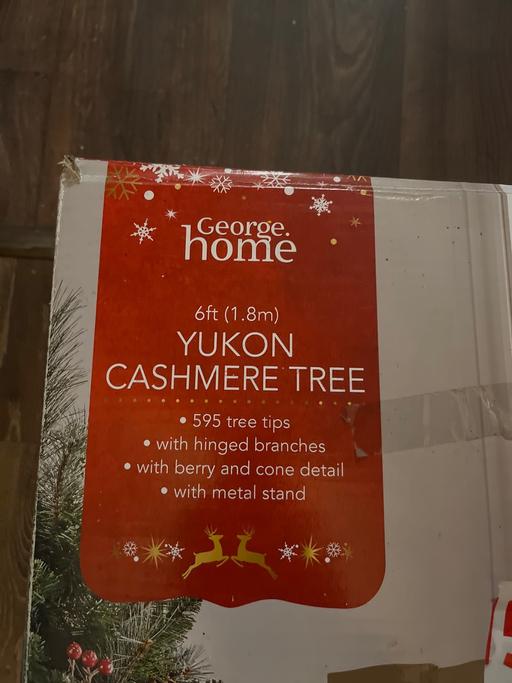 George.
home
6ft (1.8m)
YUKON
CASHMERE TREE
• 595 tree tips
• with hinged branches
• with berry and cone detail
• with metal stand